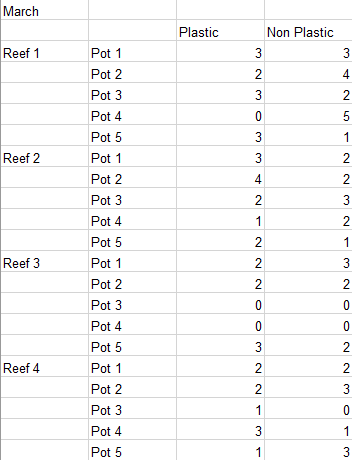 March
Plastic Non Plastic
Reef 1 Pot 1 3 3
Pot 2 2 4
Pot 3 3 2
Pot 4 0 5
Pot 5 3 1
Reef 2 Pot 1 3 2
Pot 2 4 2
Pot 3 2 3
Pot 4 1 2
Pot 5 2 1
Reef 3 Pot 1 2 3
Pot 2 2 2
Pot 3 0 0
Pot 4 0 0
Pot 5 3 2
Reef 4 Pot 1 2 2
Pot 2 2 3
Pot 3 1 0
Pot 4 3 1
Pot 5 1 3